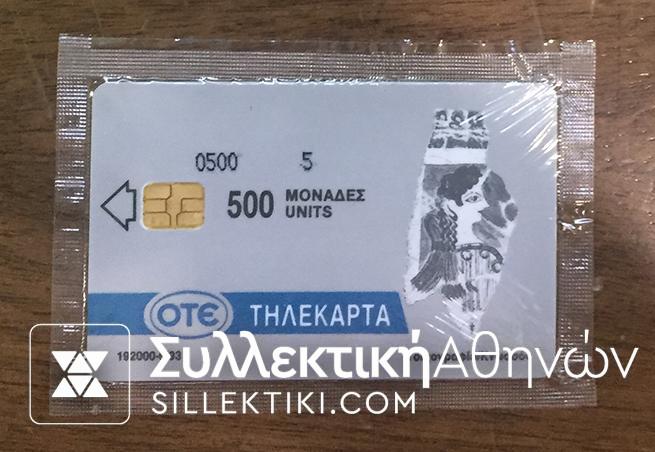 0500 5
500 ΜΟΝΑΔΕΣ
UNITS
ΟΤΕ ΤΗΛΕΚΑΡΤΑ
ΣυλλεκτικήΑθηνών
SILLEKTIKI.COM